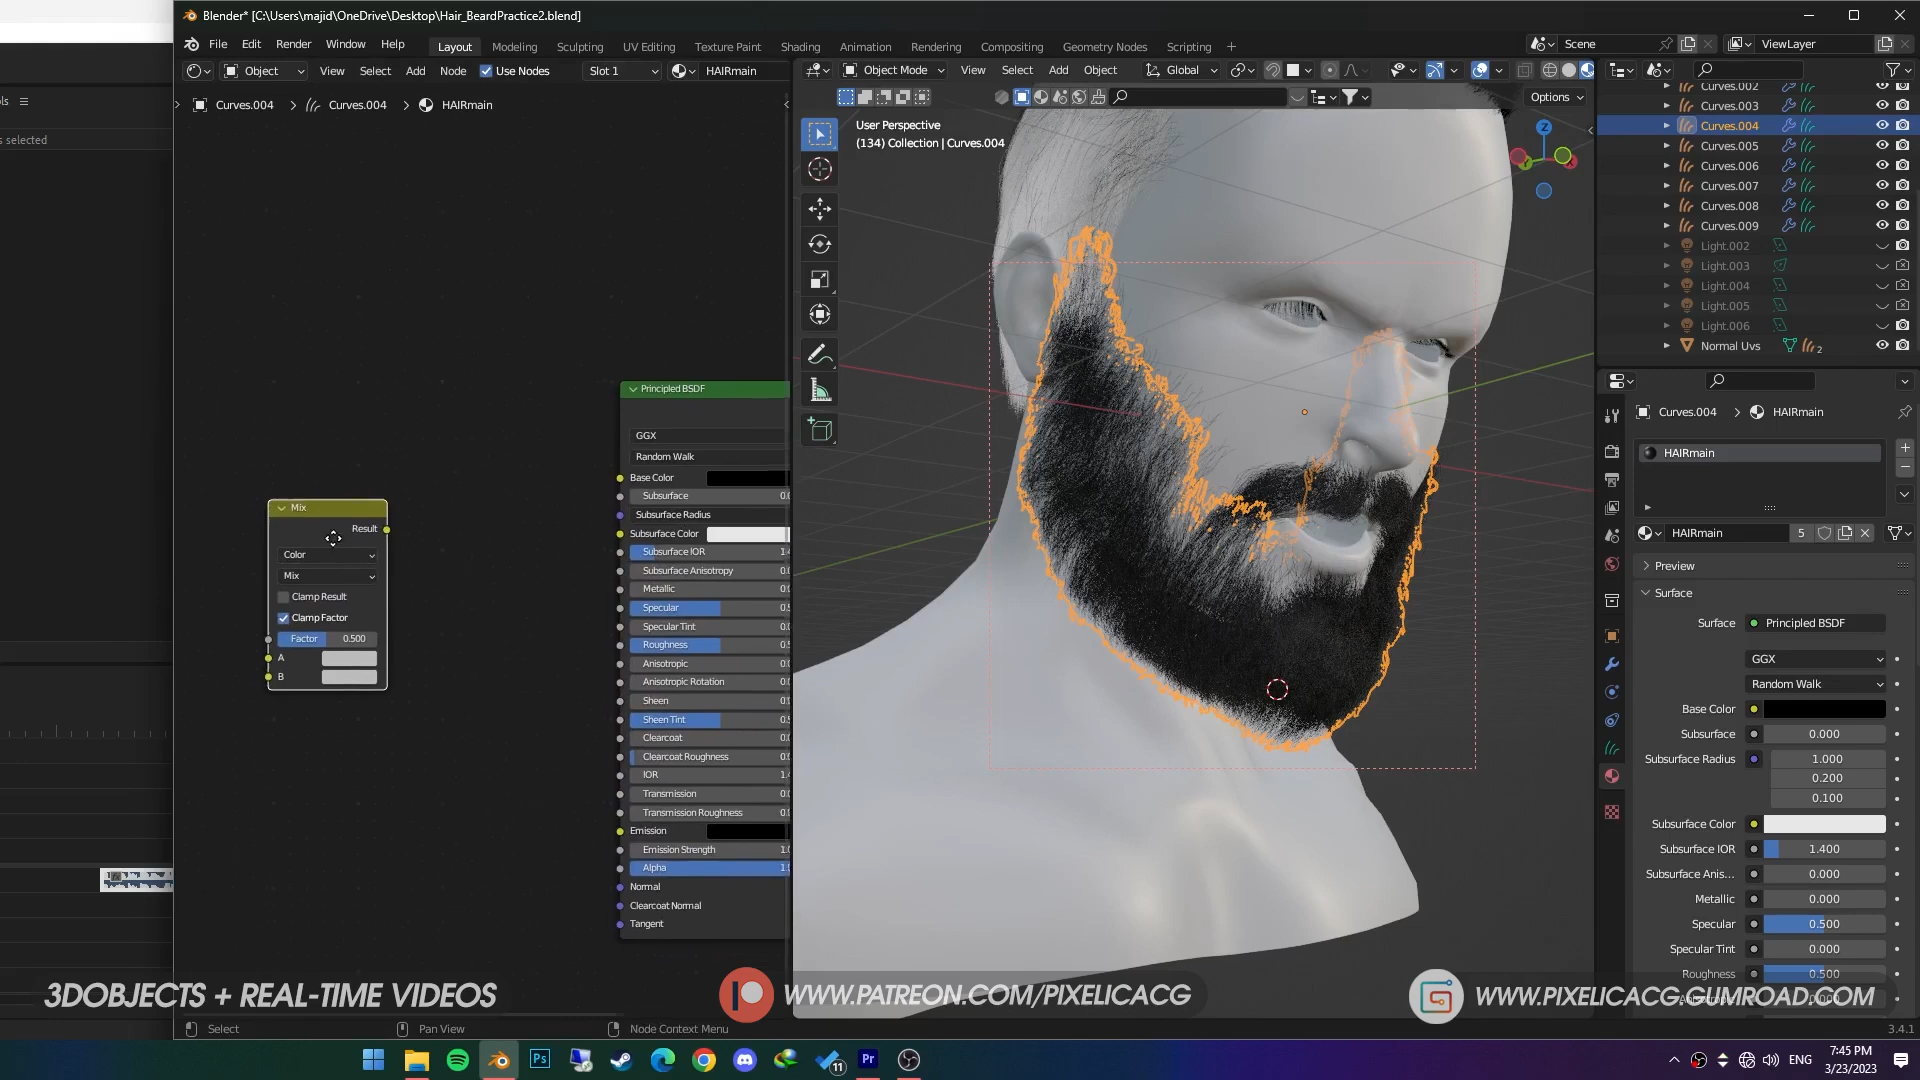 Blender* [C:\Users\majid\OneDrive\Desktop\Hair_BeardPractice2.blend]
File Edit Render Window Help Layout Modeling Sculpting UV Editing Texture Paint Shading Animation Rendering Compositing Geometry Nodes Scripting + Scene ViewLayer
Object View Select Add Node Use Nodes Slot 1 HAIRmain
Object Mode View Select Add Object Global
Curves.004 > Curves.004 > HAIRmain
Options
s selected
User Perspective
(134) Collection | Curves.004
Z
Curves.002
Curves.003
Curves.004
Curves.005
Curves.006
Curves.007
Curves.008
Curves.009
Light.002
Light.003
Light.004
Light.005
Light.006
Normal Uvs 2
Mix
Result
Color
Mix
Clamp Result
Clamp Factor
Factor 0.500
A
B
Principled BSDF
GGX
Random Walk
Base Color
Subsurface
Subsurface Radius
Subsurface Color
Subsurface IOR
Subsurface Anisotropy
Metallic
Specular
Specular Tint
Roughness
Anisotropic
Anisotropic Rotation
Sheen
Sheen Tint
Clearcoat
Clearcoat Roughness
IOR
Transmission
Transmission Roughness
Emission
Emission Strength
Alpha
Normal
Clearcoat Normal
Tangent
Curves.004 > HAIRmain
HAIRmain
HAIRmain 5
Preview
Surface
Surface Principled BSDF
GGX
Random Walk
Base Color
Subsurface 0.000
Subsurface Radius 1.000
0.200
0.100
Subsurface Color
Subsurface IOR 1.400
Subsurface Anis... 0.000
Metallic 0.000
Specular 0.500
Specular Tint 0.000
Roughness 0.500
3DOBJECTS + REAL-TIME VIDEOS
WWW.PATREON.COM/PIXELICACG
WWW.PIXELICACG.GUMROAD.COM
Select Pan View Node Context Menu
3.4.1
Ps
11
Pr
ENG
7:45 PM
3/23/2023